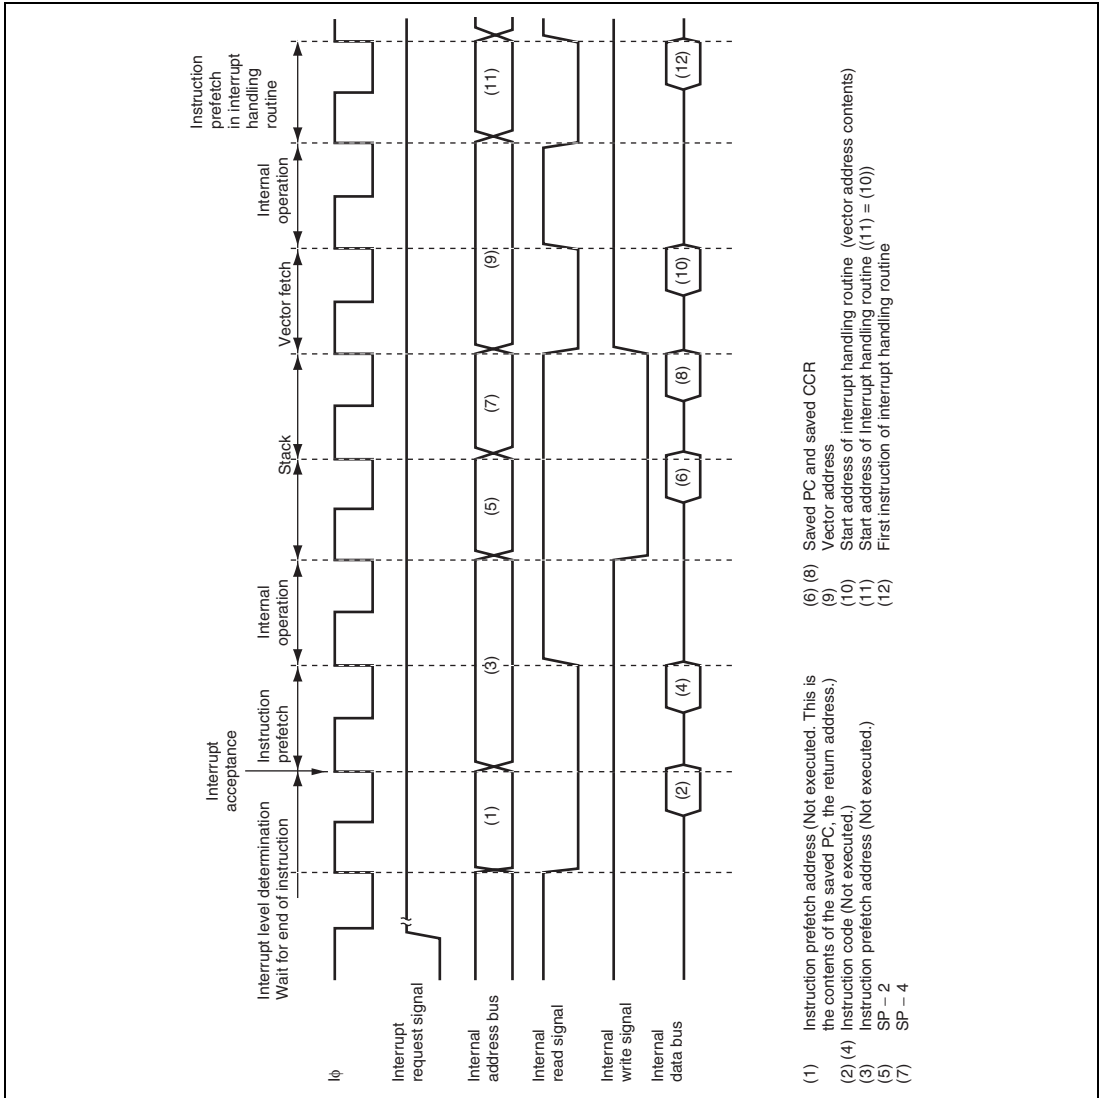 Interrupt level determination
Wait for end of instruction
Interrupt
acceptance
Instruction
prefetch
Internal
operation
Stack
Vector fetch
Internal
operation
Instruction
prefetch
in interrupt
handling
routine
Iϕ
Interrupt
request signal
Internal
address bus
(1)
(3)
(5)
(7)
(9)
(11)
Internal
read signal
Internal
write signal
Internal
data bus
(2)
(4)
(6)
(8)
(10)
(12)
(1) Instruction prefetch address (Not executed. This is
the contents of the saved PC, the return address.)
(2) (4) Instruction code (Not executed.)
(3) Instruction prefetch address (Not executed.)
(5) SP – 2
(7) SP – 4
(6) (8) Saved PC and saved CCR
(9) Vector address
(10) Start address of interrupt handling routine (vector address contents)
(11) Start address of Interrupt handling routine ((11) = (10))
(12) First instruction of interrupt handling routine